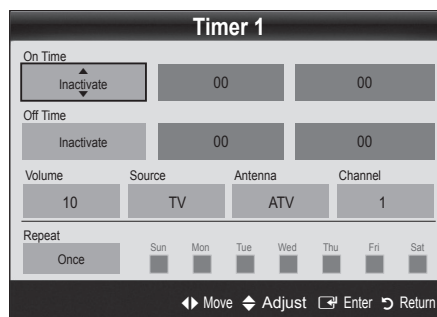 Timer 1
On Time
Inactivate 00 00
Off Time
Inactivate 00 00
Volume Source Antenna Channel
10 TV ATV 1
Repeat
Once Sun Mon Tue Wed Thu Fri Sat
Move Adjust Enter Return